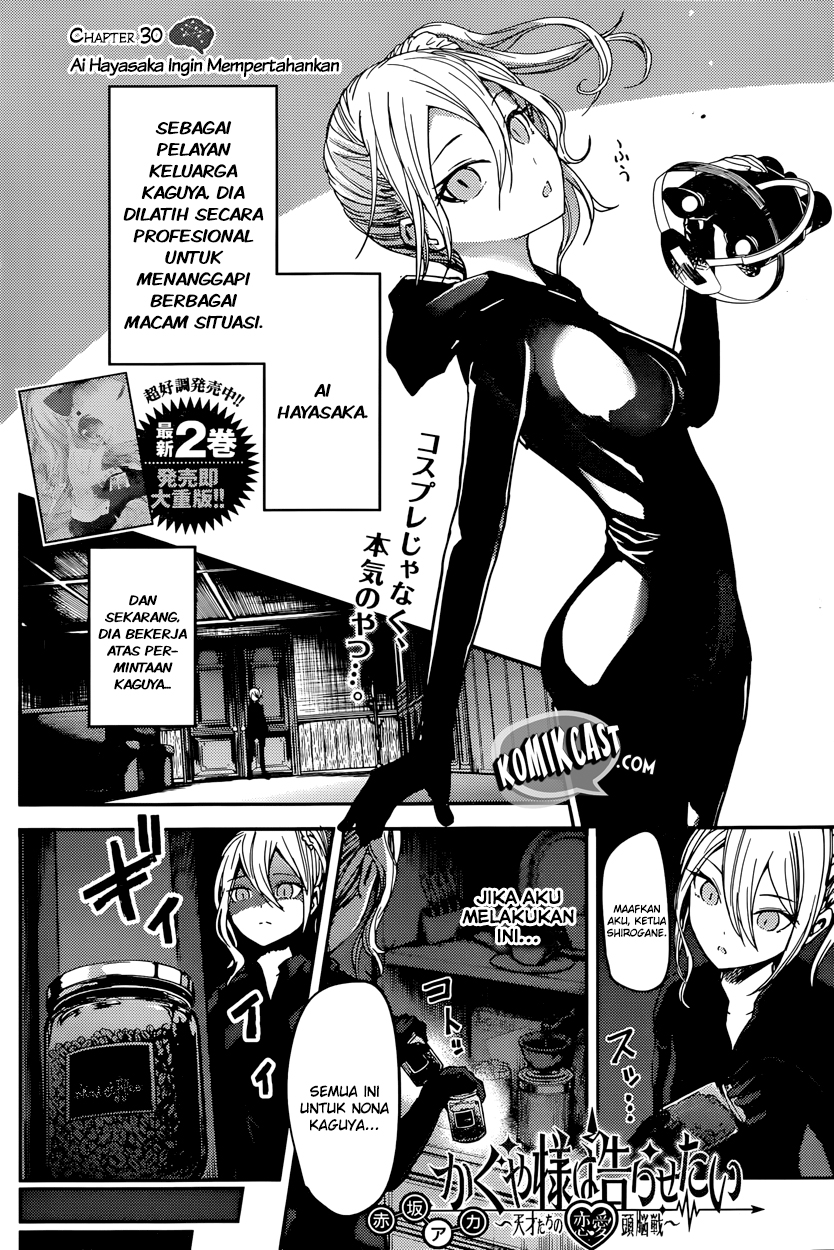 CHAPTER 30
Ai Hayasaka Ingin Mempertahankan
SEBAGAI
PELAYAN
KELUARGA
KAGUYA, DIA
DILATIH SECARA
PROFESIONAL
UNTUK
MENANGGAPI
BERBAGAI
MACAM SITUASI.
AI
HAYASAKA.
ふぅ
超好調発売中!!
最新2巻
発売即
大重版!!
コスプレじゃなく、
本気のやつ…。
DAN
SEKARANG,
DIA BEKERJA
ATAS PER-
MINTAAN
KAGUYA...
KOMIKCAST.COM
MAAFKAN
AKU, KETUA
SHIROGANE.
スッ…
JIKA AKU
MELAKUKAN
INI...
コトッ
SEMUA INI
UNTUK NONA
KAGUYA...
ギィ
ギィ
かぐや様は告らせたい
〜天才たちの恋愛頭脳戦〜
赤坂アカ